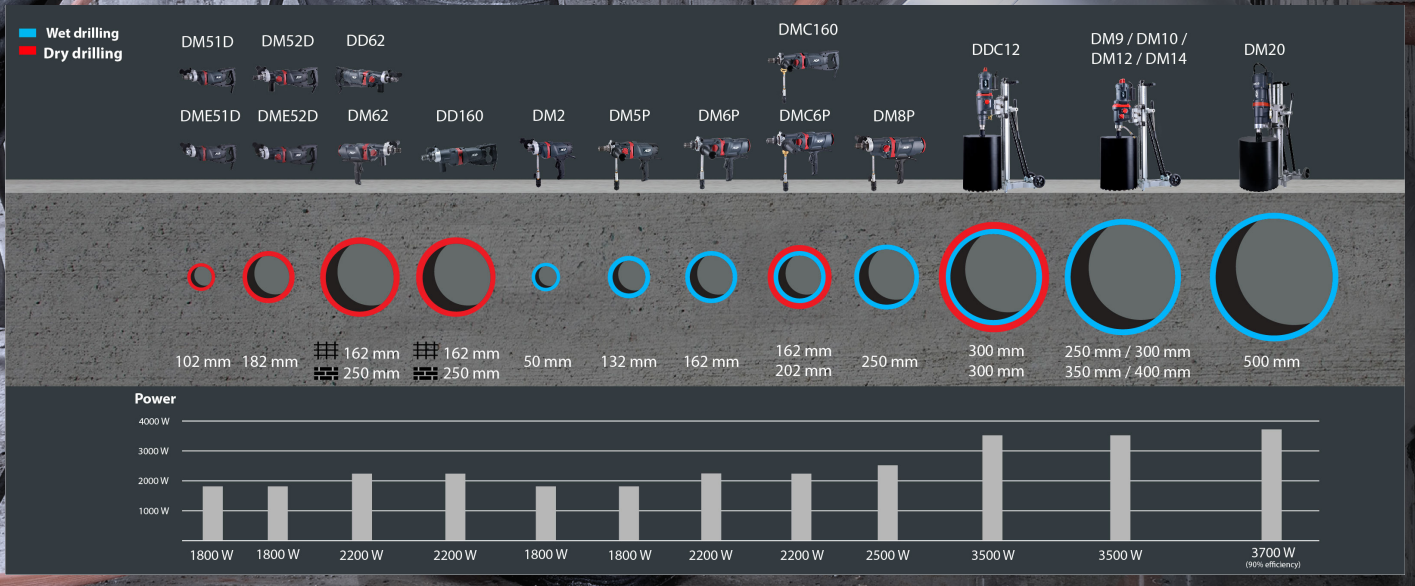 Wet drilling
Dry drilling
DM51D
DM52D
DD62
DMC160
DDC12
DM9 / DM10 /
DM12 / DM14
DM20
DME51D
DME52D
DM62
DD160
DM2
DM5P
DM6P
DMC6P
DM8P
102 mm
182 mm
162 mm
250 mm
162 mm
250 mm
50 mm
132 mm
162 mm
162 mm
202 mm
250 mm
300 mm
300 mm
250 mm / 300 mm
350 mm / 400 mm
500 mm
Power
4000 W
3000 W
2000 W
1000 W
1800 W
1800 W
2200 W
2200 W
1800 W
1800 W
2200 W
2200 W
2500 W
3500 W
3500 W
3700 W
(90% efficiency)